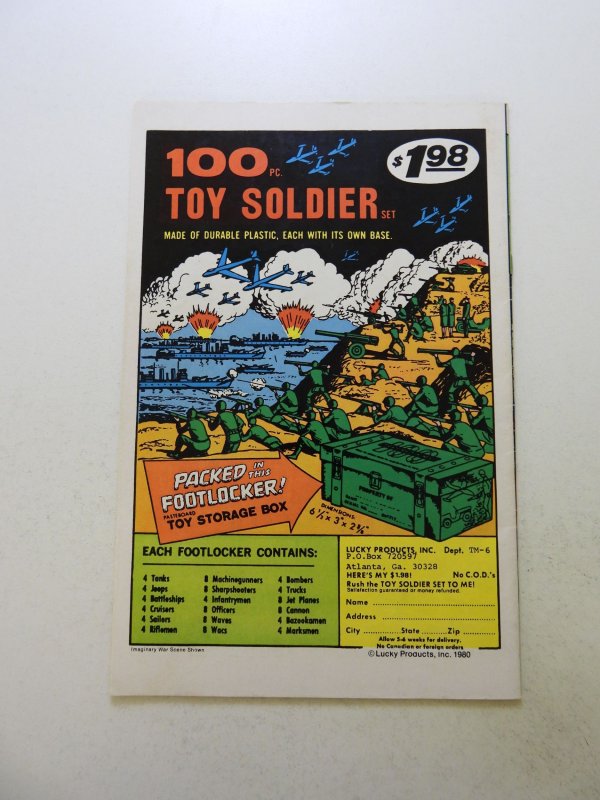 100 PC.
$1.98
TOY SOLDIER SET
MADE OF DURABLE PLASTIC, EACH WITH ITS OWN BASE.
PACKED IN THIS
FOOTLOCKER!
PASTEBOARD
TOY STORAGE BOX
DIMENSIONS:
6½" x 3" x 2⅜"
PROPERTY OF
EACH FOOTLOCKER CONTAINS:
4 Tanks
4 Jeeps
4 Battleships
4 Cruisers
4 Sailors
4 Riflemen
8 Machinegunners
8 Sharpshooters
4 Infantrymen
8 Officers
8 Waves
8 Wacs
4 Bombers
4 Trucks
8 Jet Planes
8 Cannon
4 Bazookamen
4 Marksmen
LUCKY PRODUCTS, INC. Dept. TM-6
P.O.Box 720597
Atlanta, Ga. 30328
HERE'S MY $1.98! No C.O.D.'s
Rush the TOY SOLDIER SET TO ME!
Satisfaction guaranteed or money refunded.
Name
Address
City State Zip
Allow 5-6 weeks for delivery.
No Canadian or foreign orders
Imaginary War Scene Shown
© Lucky Products, Inc. 1980